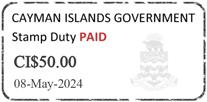 CAYMAN ISLANDS GOVERNMENT
Stamp Duty PAID
CI$50.00
08-May-2024